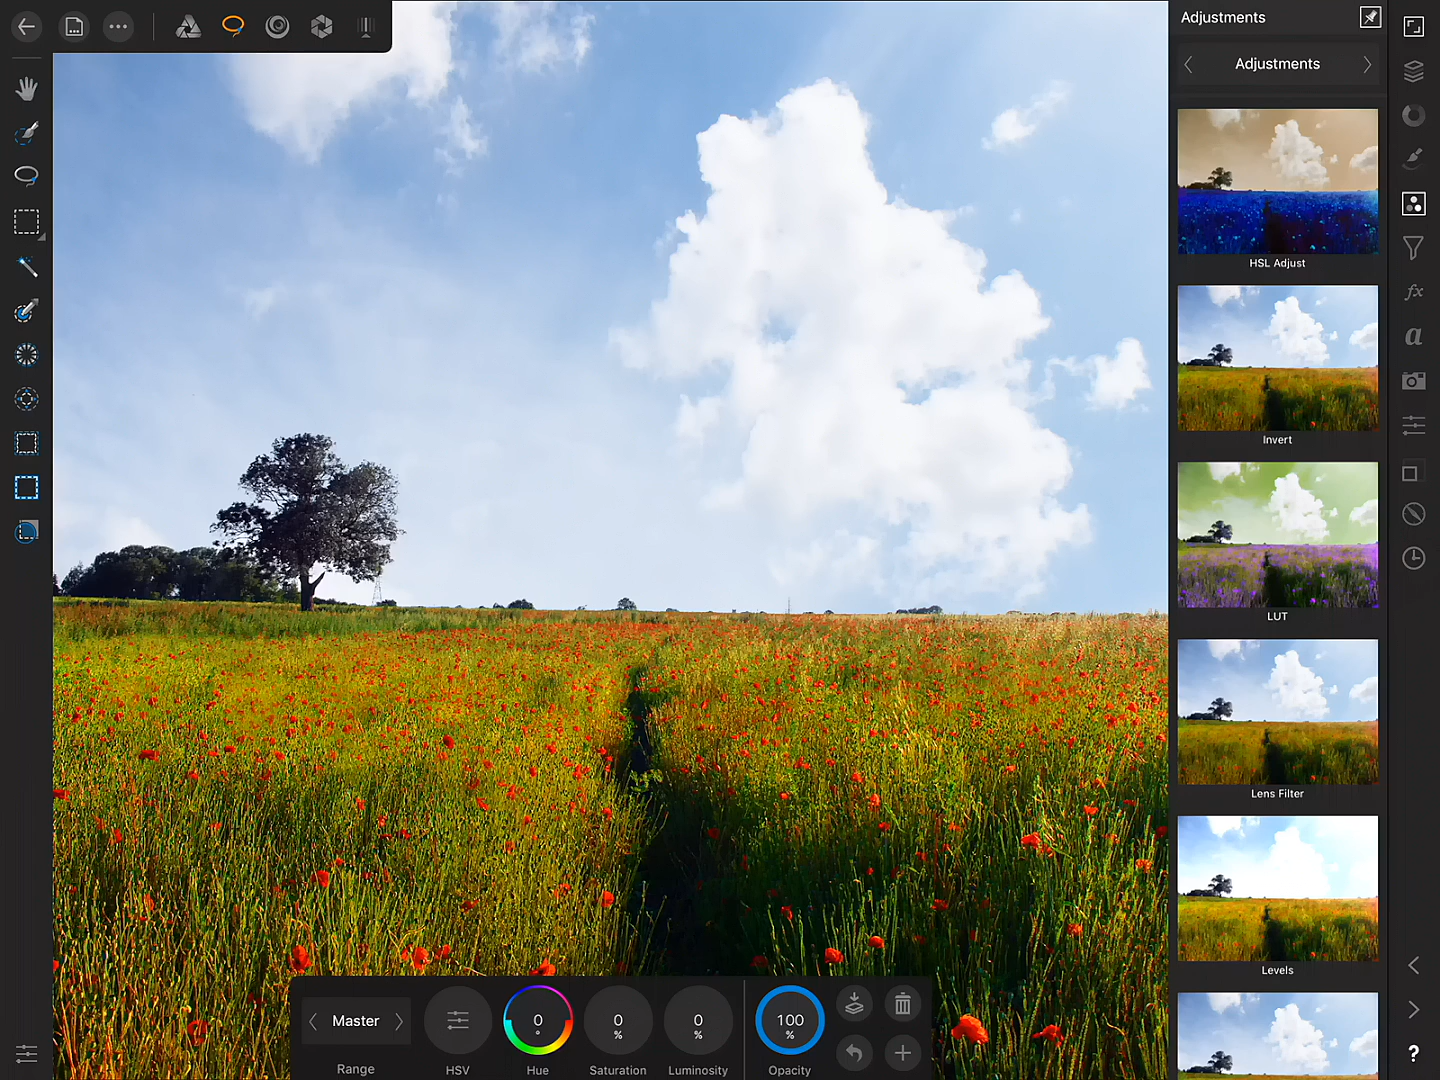 Adjustments
Adjustments
HSL Adjust
Invert
LUT
Lens Filter
Levels
Master
Range
HSV
0
°
Hue
0
%
Saturation
0
%
Luminosity
100
%
Opacity
fx
a
?